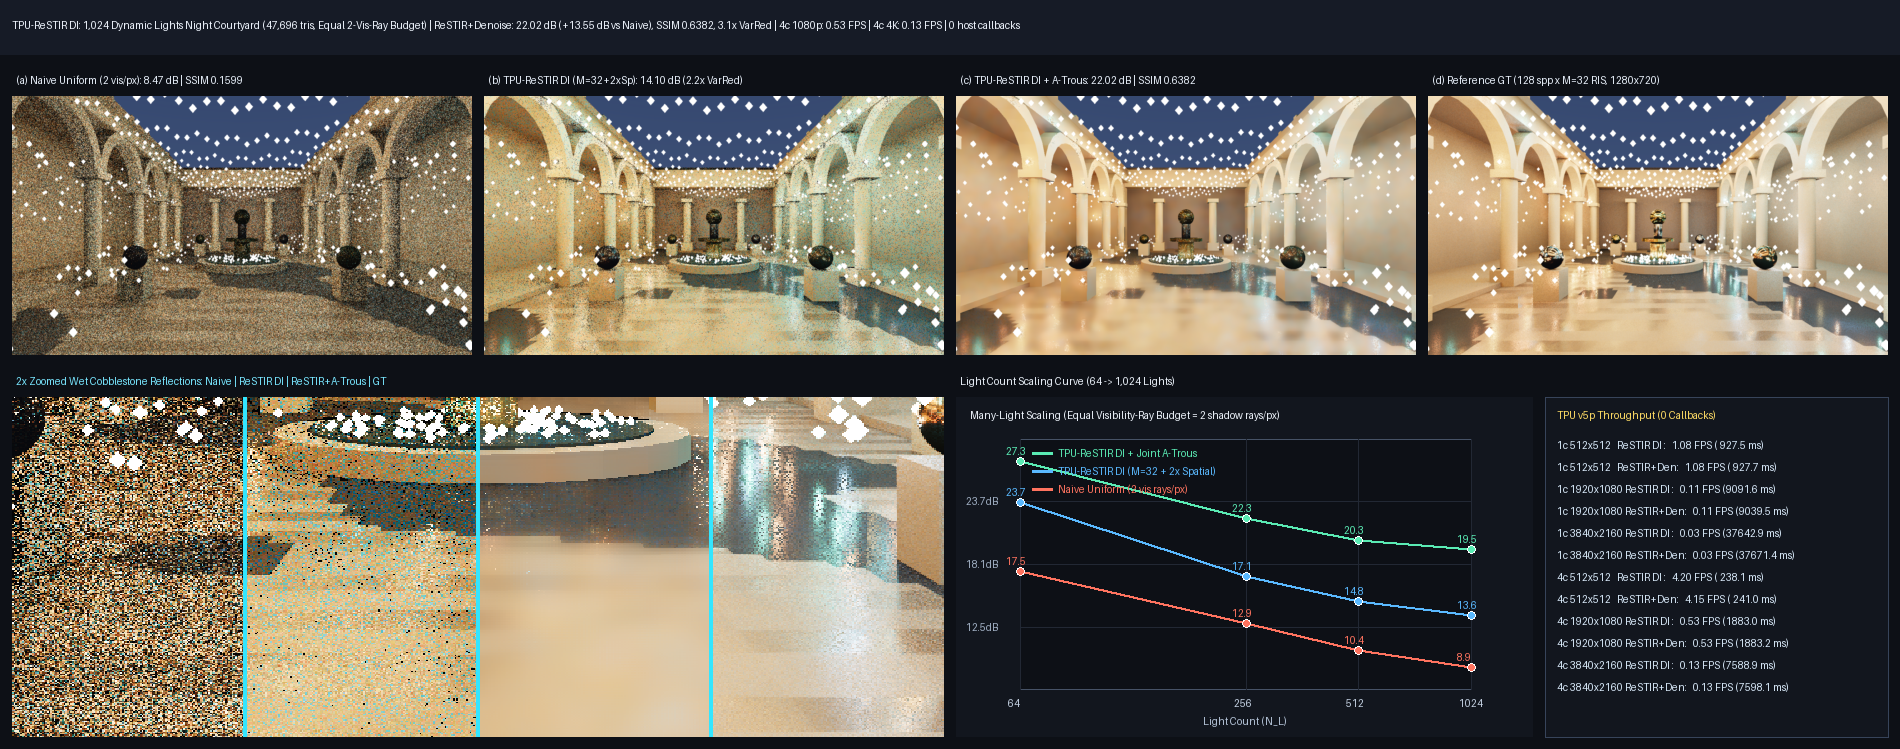 TPU-ReSTIR DI: 1,024 Dynamic Lights Night Courtyard (47,696 tris, Equal 2-Vis-Ray Budget) | ReSTIR+Denoise: 22.02 dB (+13.55 dB vs Naive), SSIM 0.6382, 3.1x VarRed | 4c 1080p: 0.53 FPS | 4c 4K: 0.13 FPS | 0 host callbacks
(a) Naive Uniform (2 vis/px): 8.47 dB | SSIM 0.1599
(b) TPU-ReSTIR DI (M=32+2xSp): 14.10 dB (2.2x VarRed)
(c) TPU-ReSTIR DI + A-Trous: 22.02 dB | SSIM 0.6382
(d) Reference GT (128 spp x M=32 RIS, 1280x720)
2x Zoomed Wet Cobblestone Reflections: Naive | ReSTIR DI | ReSTIR+A-Trous | GT
Light Count Scaling Curve (64 -> 1,024 Lights)
Many-Light Scaling (Equal Visibility-Ray Budget = 2 shadow rays/px)
TPU-ReSTIR DI + Joint A-Trous
TPU-ReSTIR DI (M=32 + 2x Spatial)
Naive Uniform (2 vis rays/px)
27.3
22.3
20.3
19.5
23.7
17.1
14.8
13.6
17.5
12.9
10.4
8.9
23.7dB
18.1dB
12.5dB
64
256
512
1024
Light Count (N_L)
TPU v5p Throughput (0 Callbacks)
1c 512x512 ReSTIR DI : 1.08 FPS ( 927.5 ms)
1c 512x512 ReSTIR+Den: 1.08 FPS ( 927.7 ms)
1c 1920x1080 ReSTIR DI : 0.11 FPS (9091.6 ms)
1c 1920x1080 ReSTIR+Den: 0.11 FPS (9039.5 ms)
1c 3840x2160 ReSTIR DI : 0.03 FPS (37642.9 ms)
1c 3840x2160 ReSTIR+Den: 0.03 FPS (37671.4 ms)
4c 512x512 ReSTIR DI : 4.20 FPS ( 238.1 ms)
4c 512x512 ReSTIR+Den: 4.15 FPS ( 241.0 ms)
4c 1920x1080 ReSTIR DI : 0.53 FPS (1883.0 ms)
4c 1920x1080 ReSTIR+Den: 0.53 FPS (1883.2 ms)
4c 3840x2160 ReSTIR DI : 0.13 FPS (7588.9 ms)
4c 3840x2160 ReSTIR+Den: 0.13 FPS (7598.1 ms)